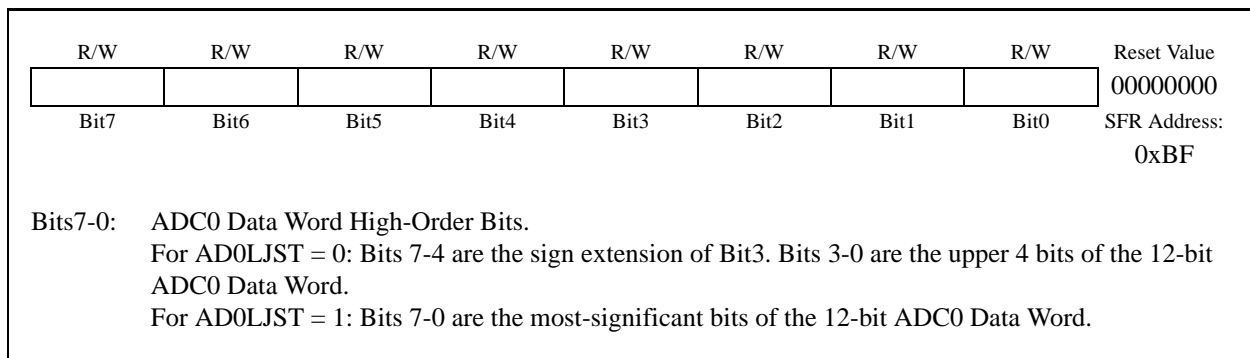 R/W R/W R/W R/W R/W R/W R/W R/W Reset Value
00000000
Bit7 Bit6 Bit5 Bit4 Bit3 Bit2 Bit1 Bit0 SFR Address:
0xBF
Bits7-0: ADC0 Data Word High-Order Bits.
For AD0LJST = 0: Bits 7-4 are the sign extension of Bit3. Bits 3-0 are the upper 4 bits of the 12-bit
ADC0 Data Word.
For AD0LJST = 1: Bits 7-0 are the most-significant bits of the 12-bit ADC0 Data Word.